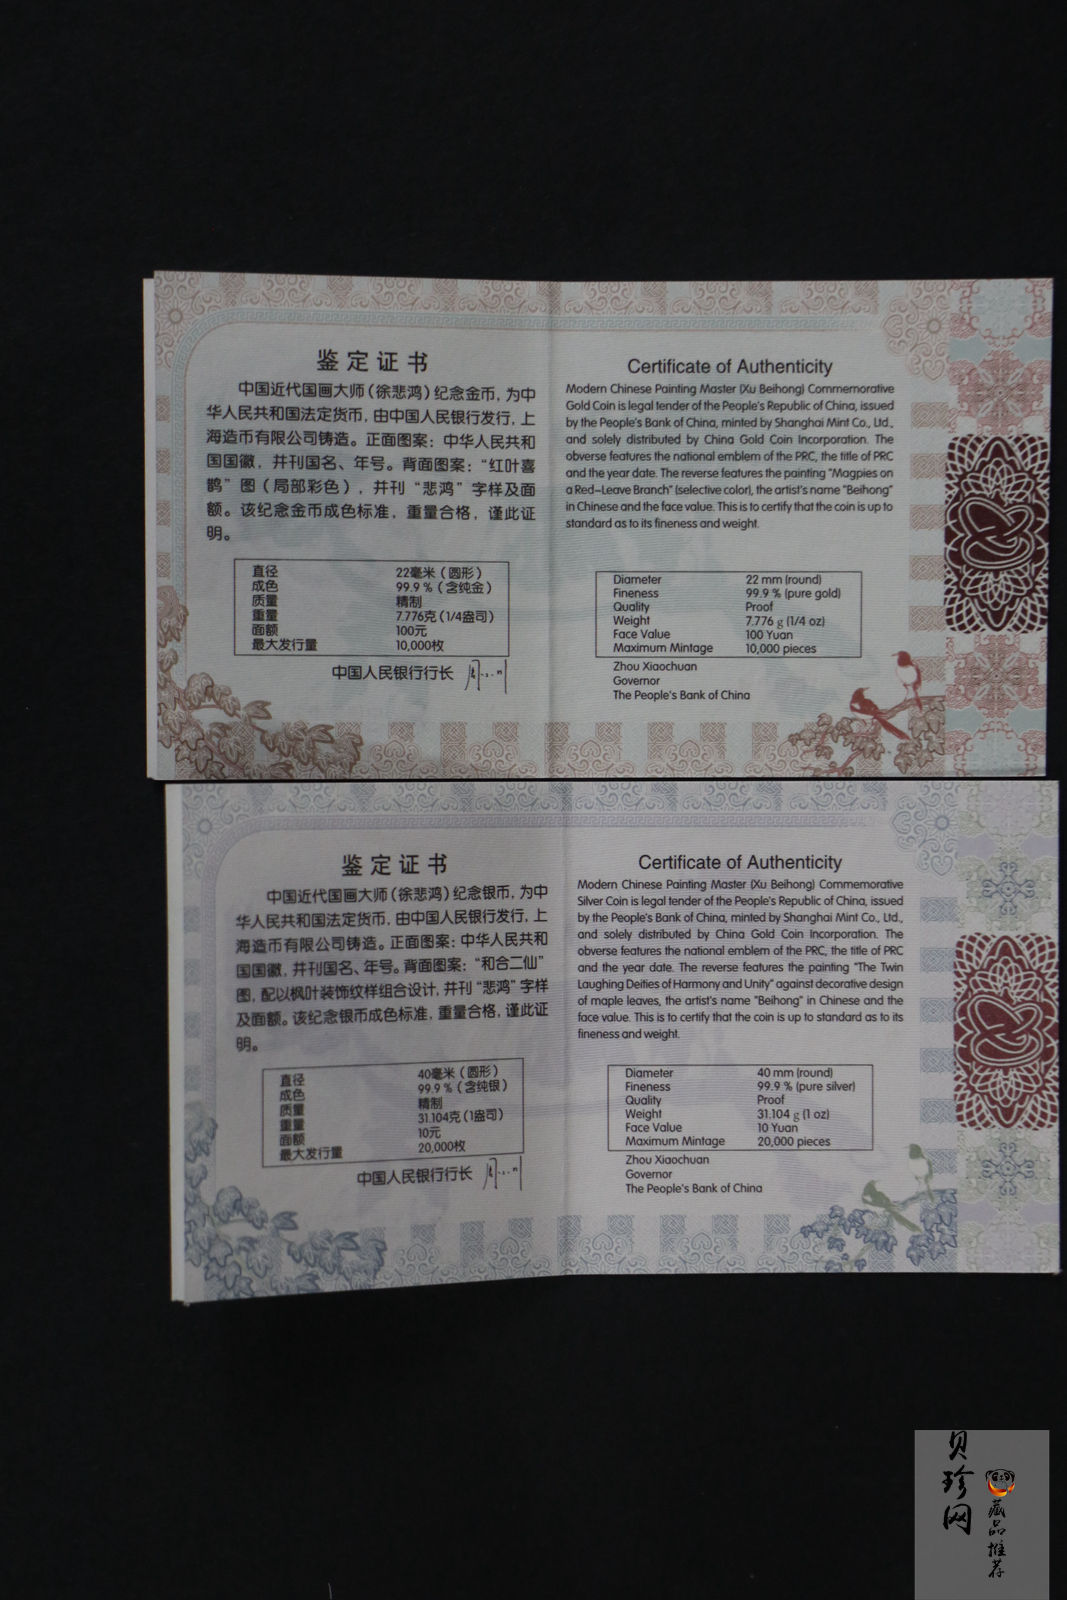 鉴定证书
中国近代国画大师（徐悲鸿）纪念金币，为中
华人民共和国法定货币，由中国人民银行发行，上
海造币有限公司铸造。正面图案：中华人民共和
国国徽，并刊国名、年号。背面图案：“红叶喜
鹊”图（局部彩色），并刊“悲鸿”字样及面
额。该纪念金币成色标准，重量合格，谨此证
明。
直径 22毫米（圆形）
成色 99.9％（含纯金）
质量 精制
重量 7.776克（1/4盎司）
面额 100元
最大发行量 10,000枚
中国人民银行行长
Certificate of Authenticity
Modern Chinese Painting Master (Xu Beihong) Commemorative
Gold Coin is legal tender of the People's Republic of China, issued
by the People's Bank of China, minted by Shanghai Mint Co., Ltd.,
and solely distributed by China Gold Coin Incorporation. The
obverse features the national emblem of the PRC, the title of PRC
and the year date. The reverse features the painting "Magpies on
a Red-Leave Branch" (selective color), the artist's name "Beihong"
in Chinese and the face value. This is to certify that the coin is up to
standard as to its fineness and weight.
Diameter 22 mm (round)
Fineness 99.9 % (pure gold)
Quality Proof
Weight 7.776 g (1/4 oz)
Face Value 100 Yuan
Maximum Mintage 10,000 pieces
Zhou Xiaochuan
Governor
The People's Bank of China
鉴定证书
中国近代国画大师（徐悲鸿）纪念银币，为中
华人民共和国法定货币，由中国人民银行发行，上
海造币有限公司铸造。正面图案：中华人民共和
国国徽，并刊国名、年号。背面图案：“和合二仙”
图，配以枫叶装饰纹样组合设计，并刊“悲鸿”字样
及面额。该纪念银币成色标准，重量合格，谨此证
明。
直径 40毫米（圆形）
成色 99.9％（含纯银）
质量 精制
重量 31.104克（1盎司）
面额 10元
最大发行量 20,000枚
中国人民银行行长
Certificate of Authenticity
Modern Chinese Painting Master (Xu Beihong) Commemorative
Silver Coin is legal tender of the People's Republic of China, issued
by the People's Bank of China, minted by Shanghai Mint Co., Ltd.,
and solely distributed by China Gold Coin Incorporation. The
obverse features the national emblem of the PRC, the title of PRC
and the year date. The reverse features the painting "The Twin
Laughing Deities of Harmony and Unity" against decorative design
of maple leaves, the artist's name "Beihong" in Chinese and the
face value. This is to certify that the coin is up to standard as to its
fineness and weight.
Diameter 40 mm (round)
Fineness 99.9 % (pure silver)
Quality Proof
Weight 31.104 g (1 oz)
Face Value 10 Yuan
Maximum Mintage 20,000 pieces
Zhou Xiaochuan
Governor
The People's Bank of China
贝珍网
藏品推荐